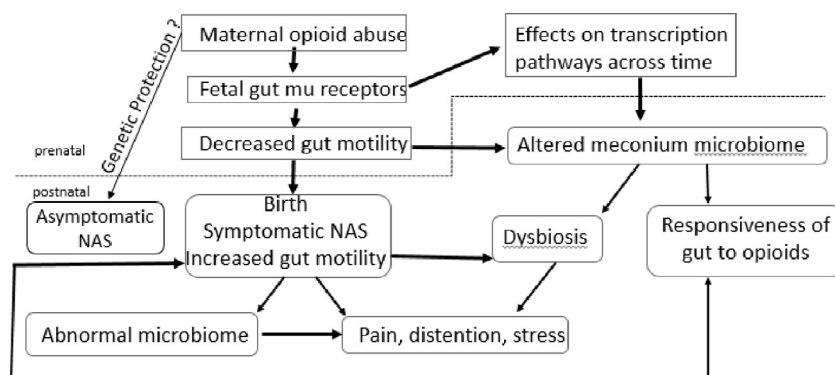 Maternal opioid abuse
Effects on transcription
pathways across time
Genetic Protection ?
Fetal gut mu receptors
Decreased gut motility
Altered meconium microbiome
prenatal
postnatal
Asymptomatic
NAS
Birth
Symptomatic NAS
Increased gut motility
Dysbiosis
Responsiveness of
gut to opioids
Abnormal microbiome
Pain, distention, stress